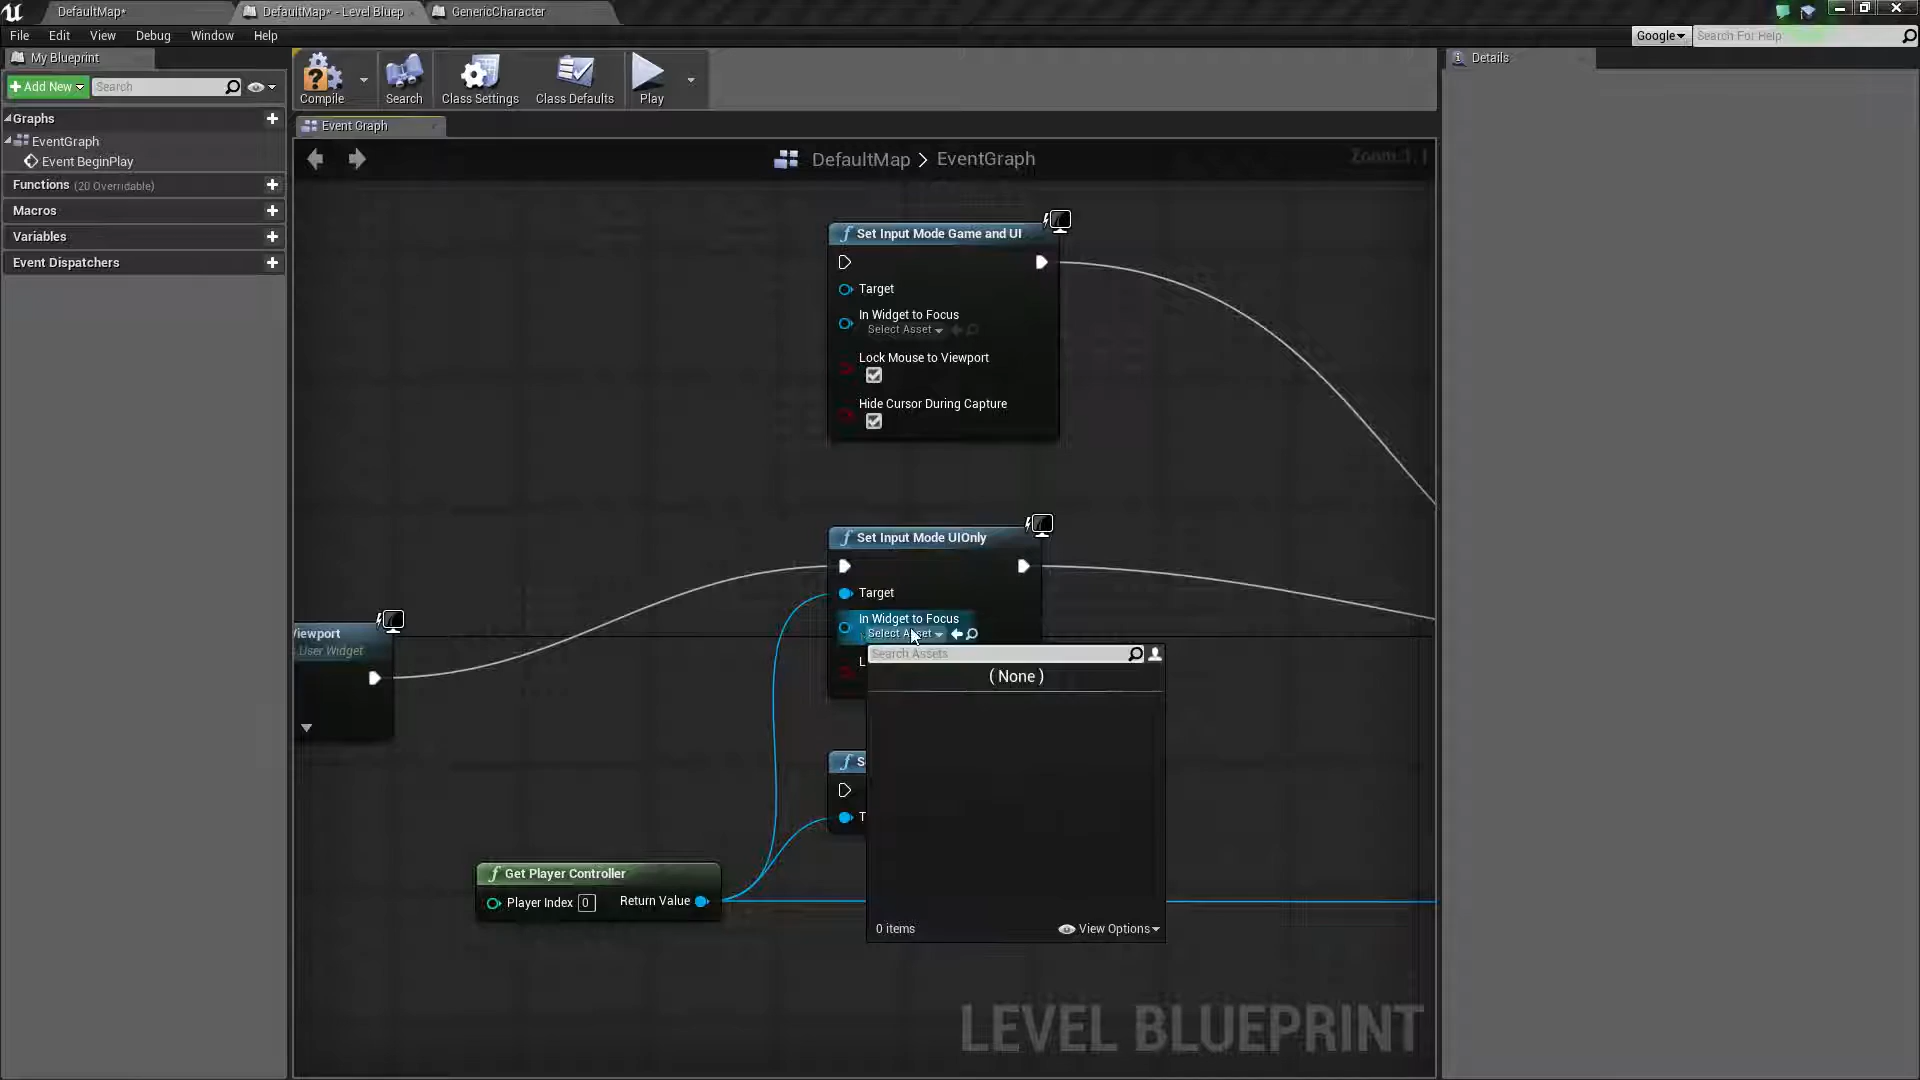 DefaultMap*
DefaultMap* - Level Bluep
GenericCharacter
File Edit View Debug Window Help
Google
Search For Help
My Blueprint
Add New
Search
Compile
Search
Class Settings
Class Defaults
Play
Details
Graphs
EventGraph
Event BeginPlay
Functions (20 Overridable)
Macros
Variables
Event Dispatchers
Event Graph
DefaultMap > EventGraph
Set Input Mode Game and UI
Target
In Widget to Focus
Select Asset
Lock Mouse to Viewport
Hide Cursor During Capture
Set Input Mode UIOnly
Target
In Widget to Focus
Select Asset
L
Search Assets
( None )
0 items
View Options
iewport
User Widget
S
T
Get Player Controller
Player Index 0
Return Value
LEVEL BLUEPRINT